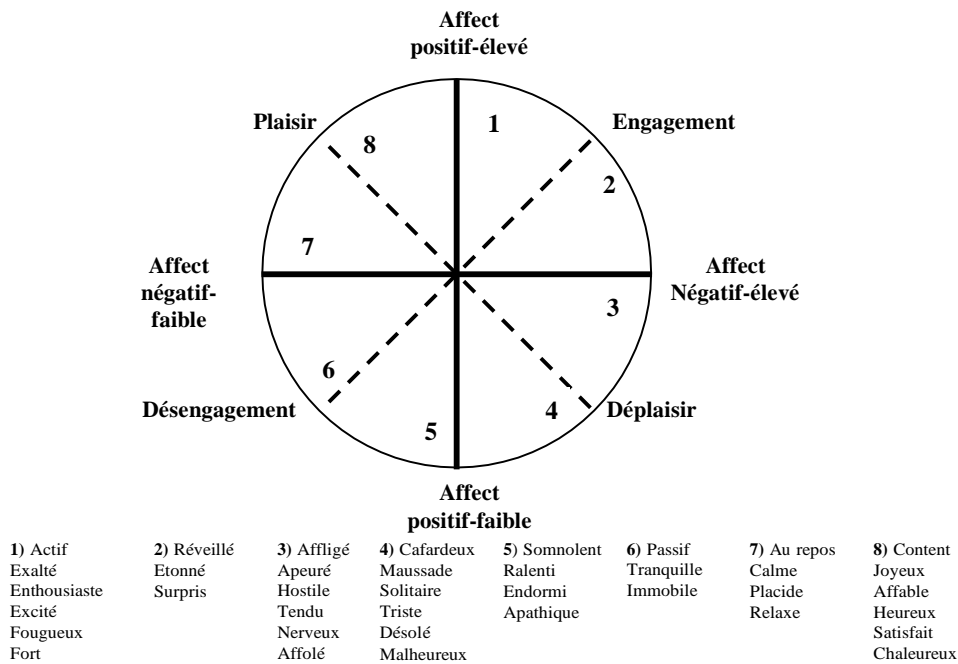 Affect
positif-élevé
Plaisir
Engagement
8
1
2
7
Affect
négatif-
faible
Affect
Négatif-élevé
3
6
Désengagement
5
4
Déplaisir
Affect
positif-faible
1) Actif
Exalté
Enthousiaste
Excité
Fougueux
Fort
2) Réveillé
Etonné
Surpris
3) Affligé
Apeuré
Hostile
Tendu
Nerveux
Affolé
4) Cafardeux
Maussade
Solitaire
Triste
Désolé
Malheureux
5) Somnolent
Ralenti
Endormi
Apathique
6) Passif
Tranquille
Immobile
7) Au repos
Calme
Placide
Relaxe
8) Content
Joyeux
Affable
Heureux
Satisfait
Chaleureux